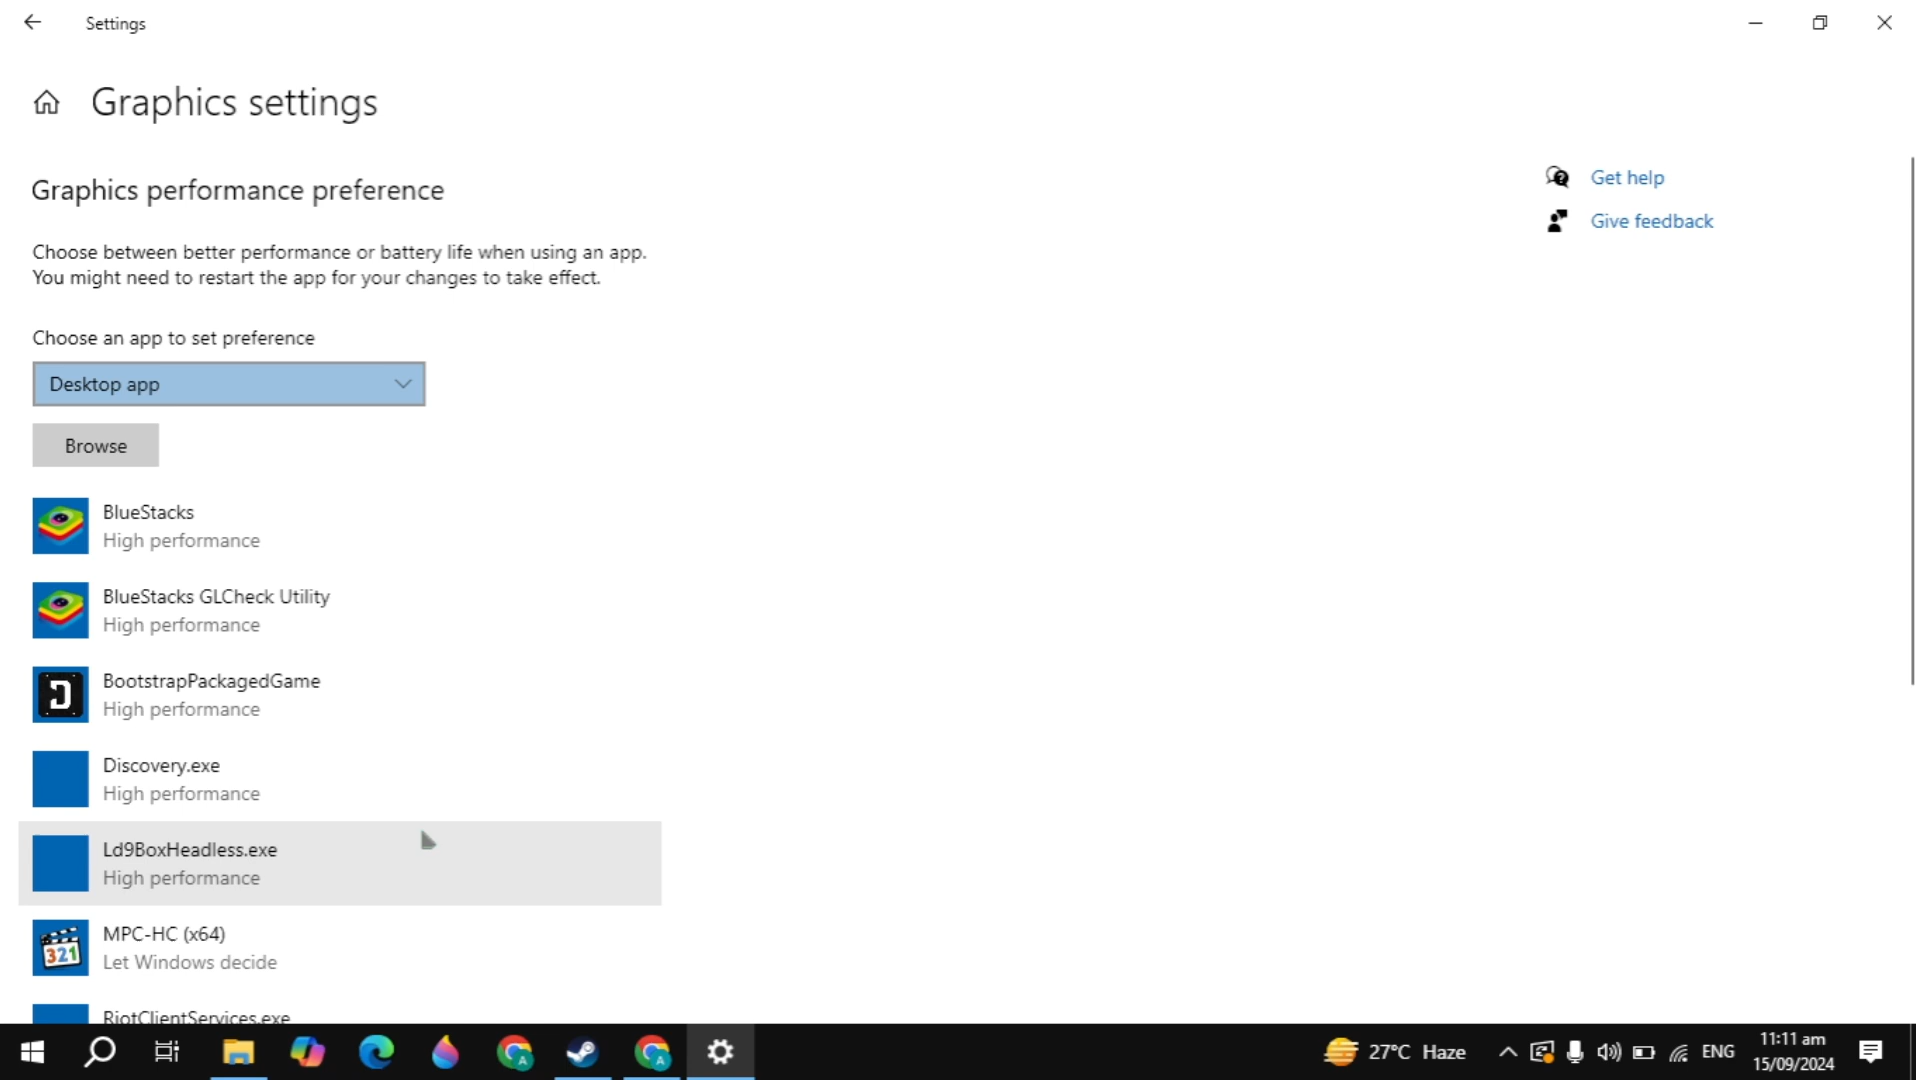 Settings
Graphics settings
Graphics performance preference
Choose between better performance or battery life when using an app.
You might need to restart the app for your changes to take effect.
Choose an app to set preference
Desktop app
Browse
BlueStacks
High performance
BlueStacks GLCheck Utility
High performance
BootstrapPackagedGame
High performance
Discovery.exe
High performance
Ld9BoxHeadless.exe
High performance
321
MPC-HC (x64)
Let Windows decide
RiotClientServices.exe
Get help
Give feedback
27°C Haze
ENG
11:11 am
15/09/2024